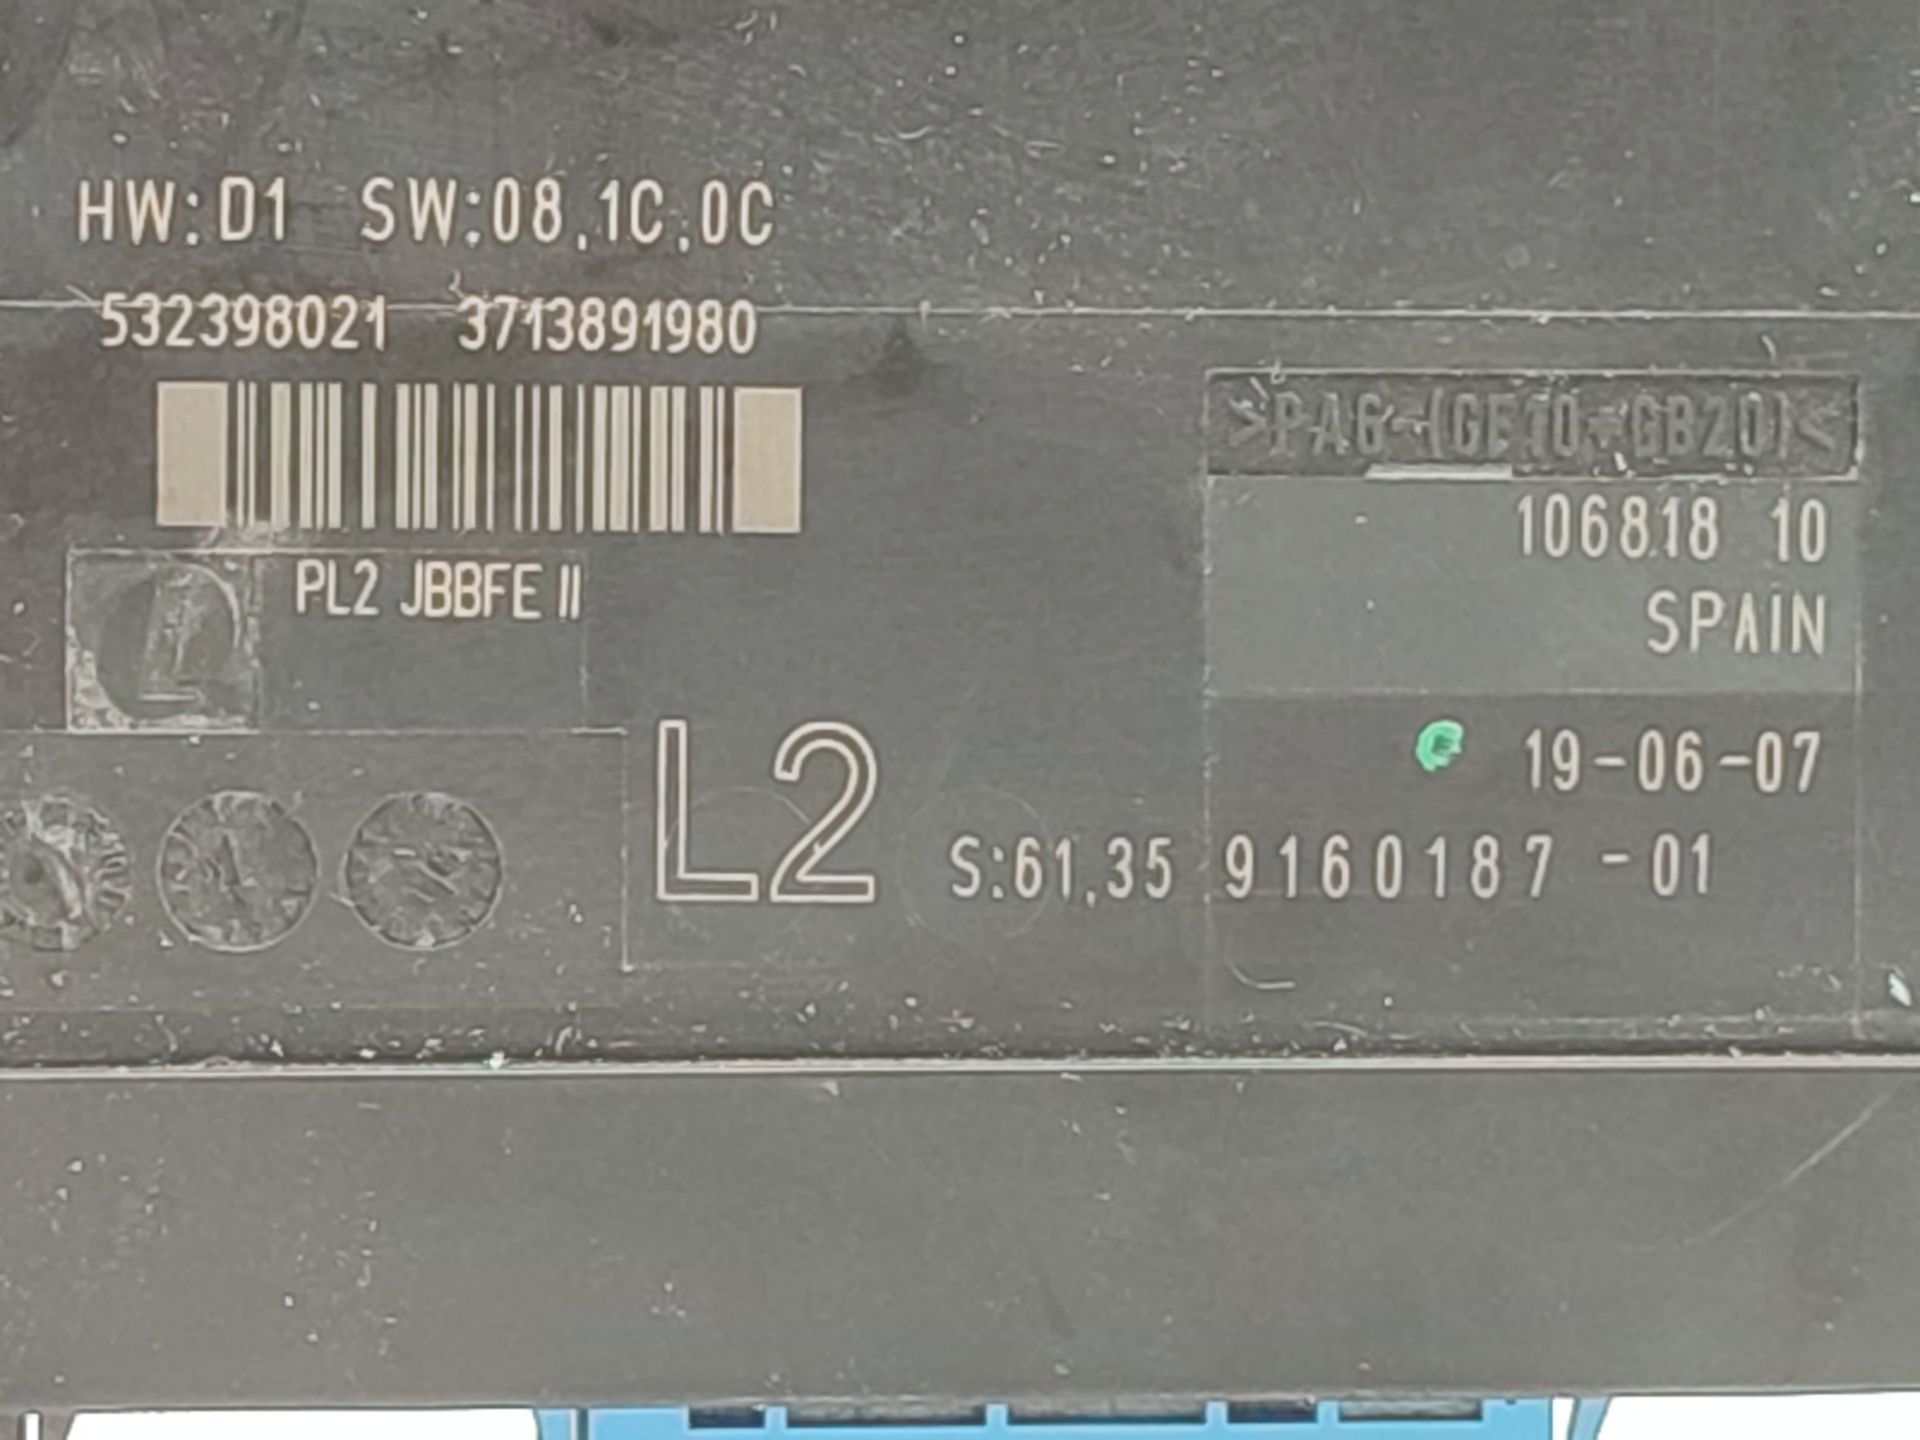 HW:D1 SW:08.1C.0C
532398021 3713891980
>PA6-(GE10+GB20)<
106818 10
PL2 JBBFE II
SPAIN
L2
19-06-07
S:61.35 9160187 -01